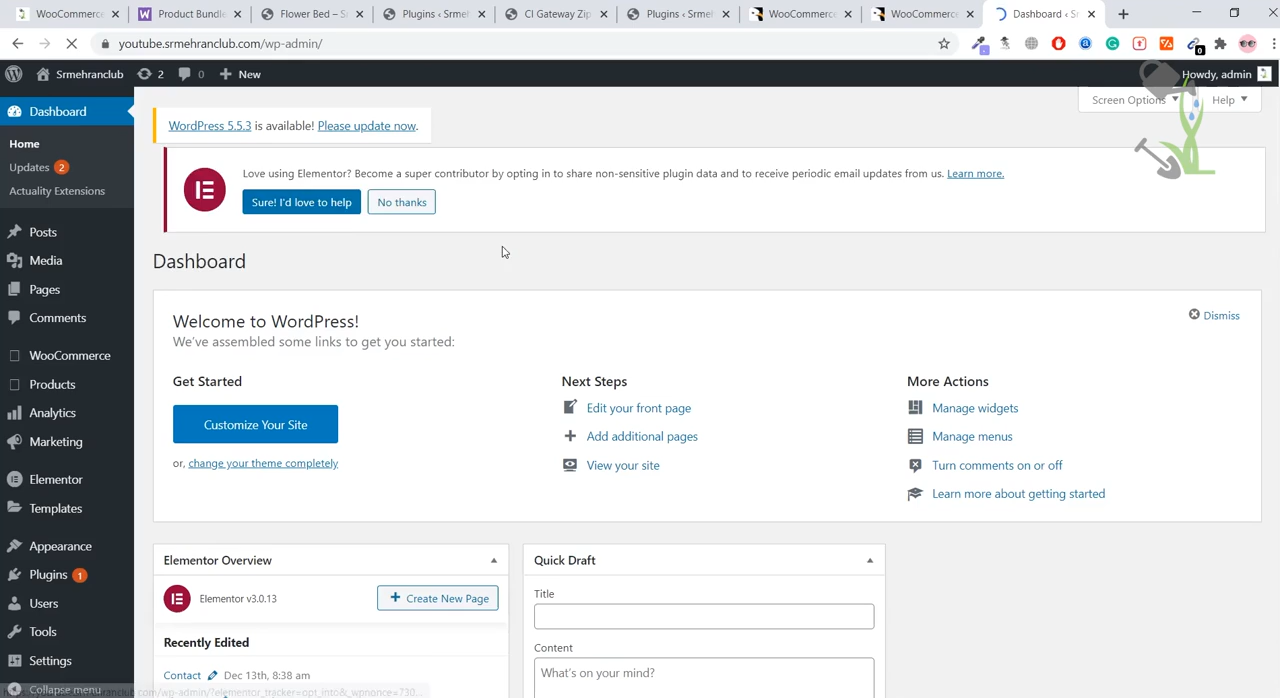 WooCommerce
Product Bundle
Flower Bed – S
Plugins ‹ Srmeh
CI Gateway Zip
Plugins ‹ Srmeh
WooCommerce
WooCommerce
Dashboard ‹ S
youtube.srmehranclub.com/wp-admin/
0
Srmehranclub
2
0
New
Howdy, admin
Dashboard
Home
Updates 2
Actuality Extensions
Posts
Media
Pages
Comments
WooCommerce
Products
Analytics
Marketing
Elementor
Templates
Appearance
Plugins 1
Users
Tools
Settings
Collapse menu
Screen Options
Help
WordPress 5.5.3 is available! Please update now.
Love using Elementor? Become a super contributor by opting in to share non-sensitive plugin data and to receive periodic email updates from us. Learn more.
Sure! I'd love to help
No thanks
Dashboard
Welcome to WordPress!
We've assembled some links to get you started:
Dismiss
Get Started
Customize Your Site
or, change your theme completely
Next Steps
Edit your front page
Add additional pages
View your site
More Actions
Manage widgets
Manage menus
Turn comments on or off
Learn more about getting started
Elementor Overview
Elementor v3.0.13
Create New Page
Recently Edited
Contact Dec 13th, 8:38 am
Quick Draft
Title
Content
What's on your mind?